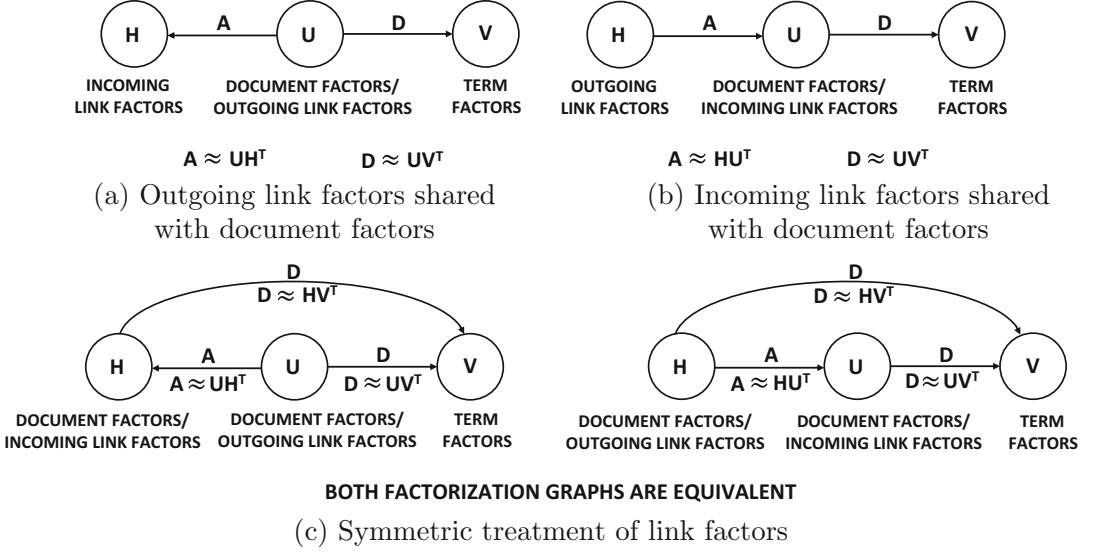 H A U D V
INCOMING LINK FACTORS
DOCUMENT FACTORS/ OUTGOING LINK FACTORS
TERM FACTORS
A ≈ UHᵀ D ≈ UVᵀ
(a) Outgoing link factors shared
with document factors
H A U D V
OUTGOING LINK FACTORS
DOCUMENT FACTORS/ INCOMING LINK FACTORS
TERM FACTORS
A ≈ HUᵀ D ≈ UVᵀ
(b) Incoming link factors shared
with document factors
D
D ≈ HVᵀ
H A U D V
A ≈ UHᵀ D ≈ UVᵀ
DOCUMENT FACTORS/ INCOMING LINK FACTORS
DOCUMENT FACTORS/ OUTGOING LINK FACTORS
TERM FACTORS
D
D ≈ HVᵀ
H A U D V
A ≈ HUᵀ D ≈ UVᵀ
DOCUMENT FACTORS/ OUTGOING LINK FACTORS
DOCUMENT FACTORS/ INCOMING LINK FACTORS
TERM FACTORS
BOTH FACTORIZATION GRAPHS ARE EQUIVALENT
(c) Symmetric treatment of link factors